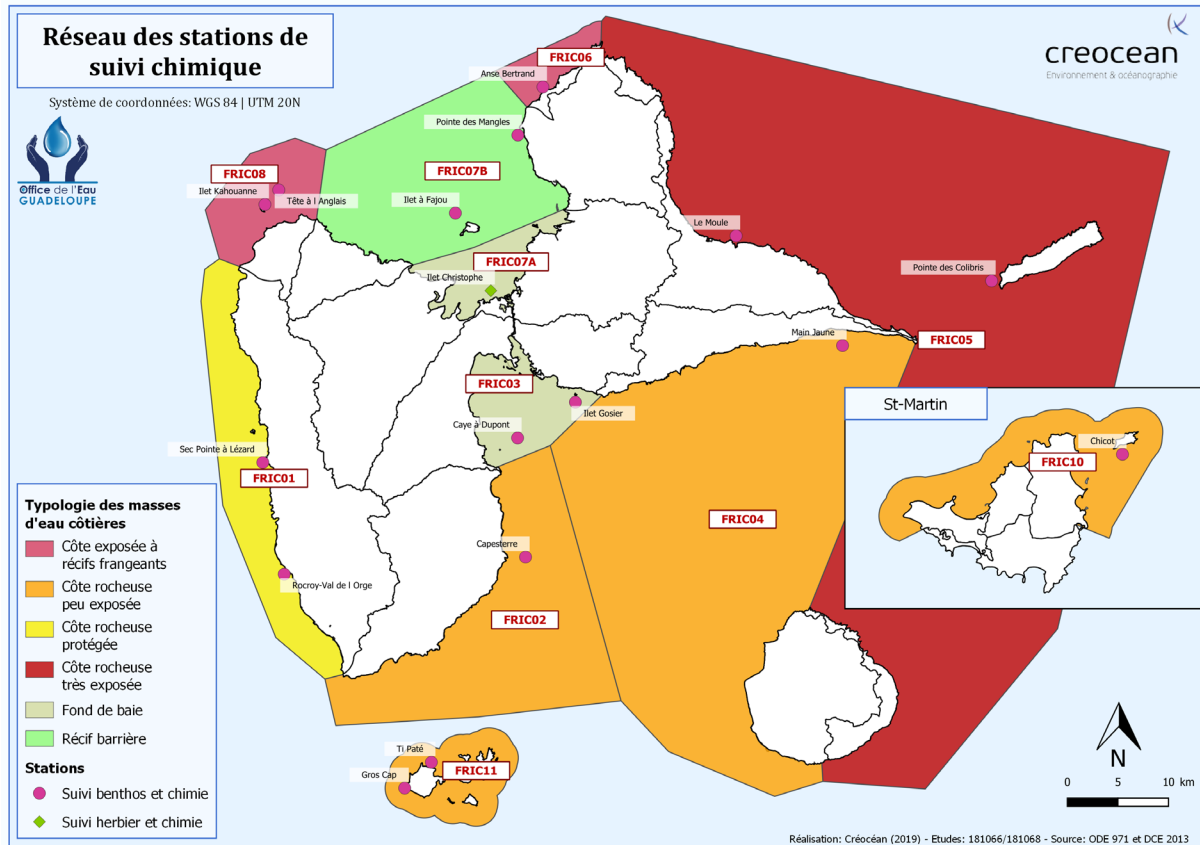 Réseau des stations de
suivi chimique
Système de coordonnées: WGS 84 | UTM 20N
Office de l'Eau
GUADELOUPE
creocean
Environnement & océanographie
FRIC06
Anse Bertrand
Pointe des Mangles
FRIC07B
FRIC08
Ilet Kahouanne
Tête à l Anglais
Ilet à Fajou
Le Moule
FRIC07A
Ilet Christophe
Pointe des Colibris
Main Jaune
FRIC05
FRIC03
Ilet Gosier
Caye à Dupont
St-Martin
Chicot
FRIC10
Sec Pointe à Lézard
FRIC01
FRIC04
Capesterre
Rocroy-Val de l Orge
FRIC02
Ti Paté
FRIC11
Gros Cap
Typologie des masses
d'eau côtières
Côte exposée à
récifs frangeants
Côte rocheuse
peu exposée
Côte rocheuse
protégée
Côte rocheuse
très exposée
Fond de baie
Récif barrière
Stations
Suivi benthos et chimie
Suivi herbier et chimie
N
0 5 10 km
Réalisation: Créocéan (2019) - Etudes: 181066/181068 - Source: ODE 971 et DCE 2013